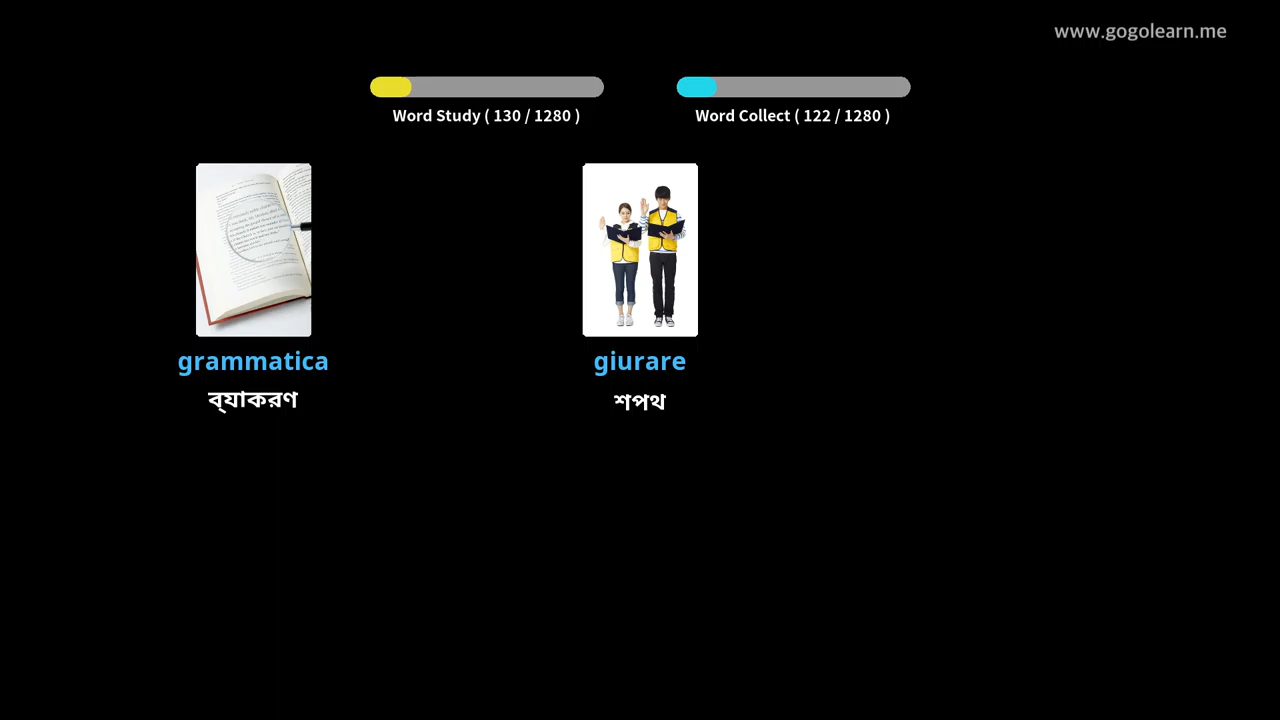 www.gogolearn.me
Word Study ( 130 / 1280 )
Word Collect ( 122 / 1280 )
grammatica
ব্যাকরণ
giurare
শপথ